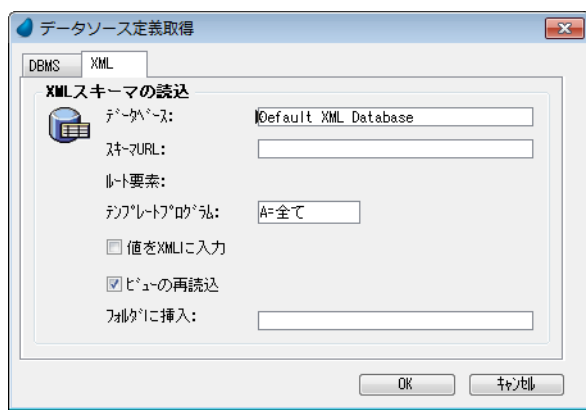 データソース定義取得
DBMS
XML
XMLスキーマの読込
ﾃﾞｰﾀﾍﾞｰｽ:
Default XML Database
ｽｷｰﾏURL:
ﾙｰﾄ要素:
ﾃﾝﾌﾟﾚｰﾄﾌﾟﾛｸﾞﾗﾑ:
A=全て
値をXMLに入力
ﾋﾞｭｰの再読込
ﾌｫﾙﾀﾞに挿入:
OK
ｷｬﾝｾﾙ